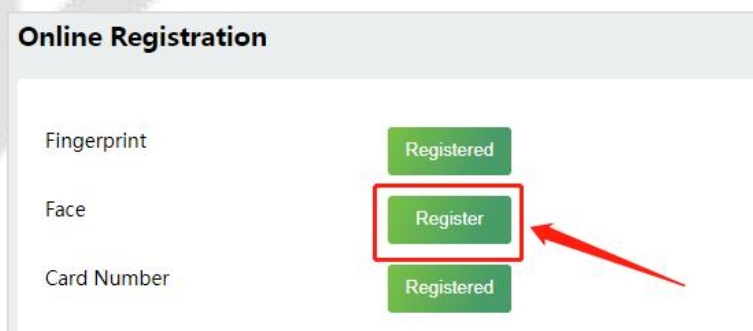 Online Registration
Fingerprint Registered
Face Register
Card Number Registered